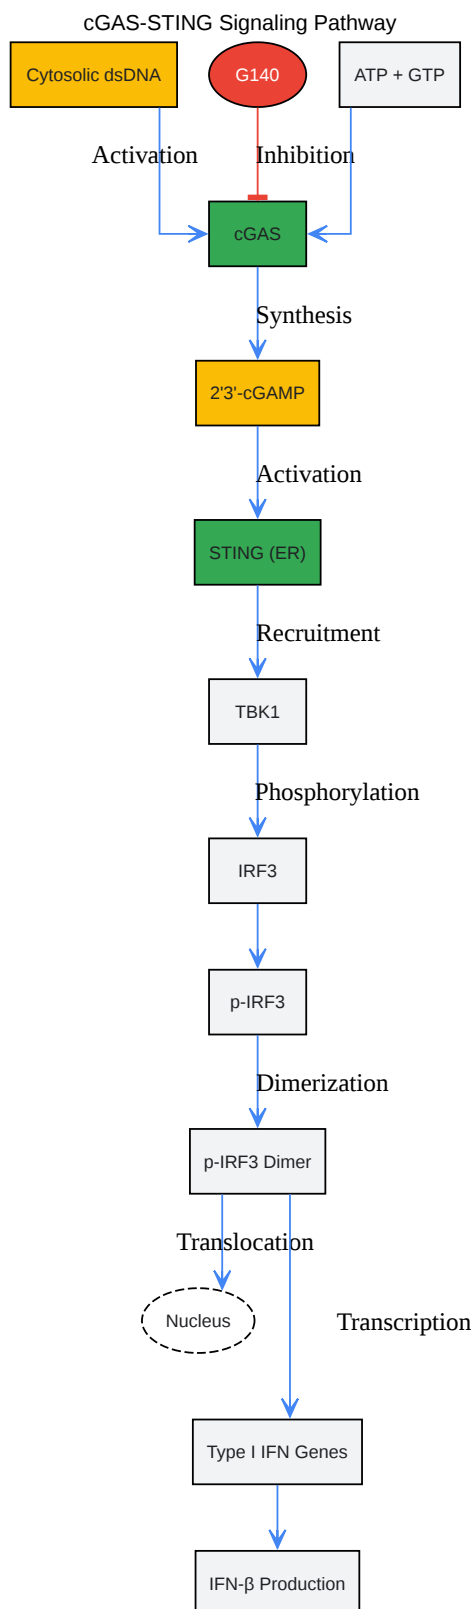 cGAS-STING Signaling Pathway
Cytosolic dsDNA
G140
ATP + GTP
Activation
Inhibition
cGAS
Synthesis
2'3'-cGAMP
Activation
STING (ER)
Recruitment
TBK1
Phosphorylation
IRF3
p-IRF3
Dimerization
p-IRF3 Dimer
Translocation
Nucleus
Transcription
Type I IFN Genes
IFN-β Production